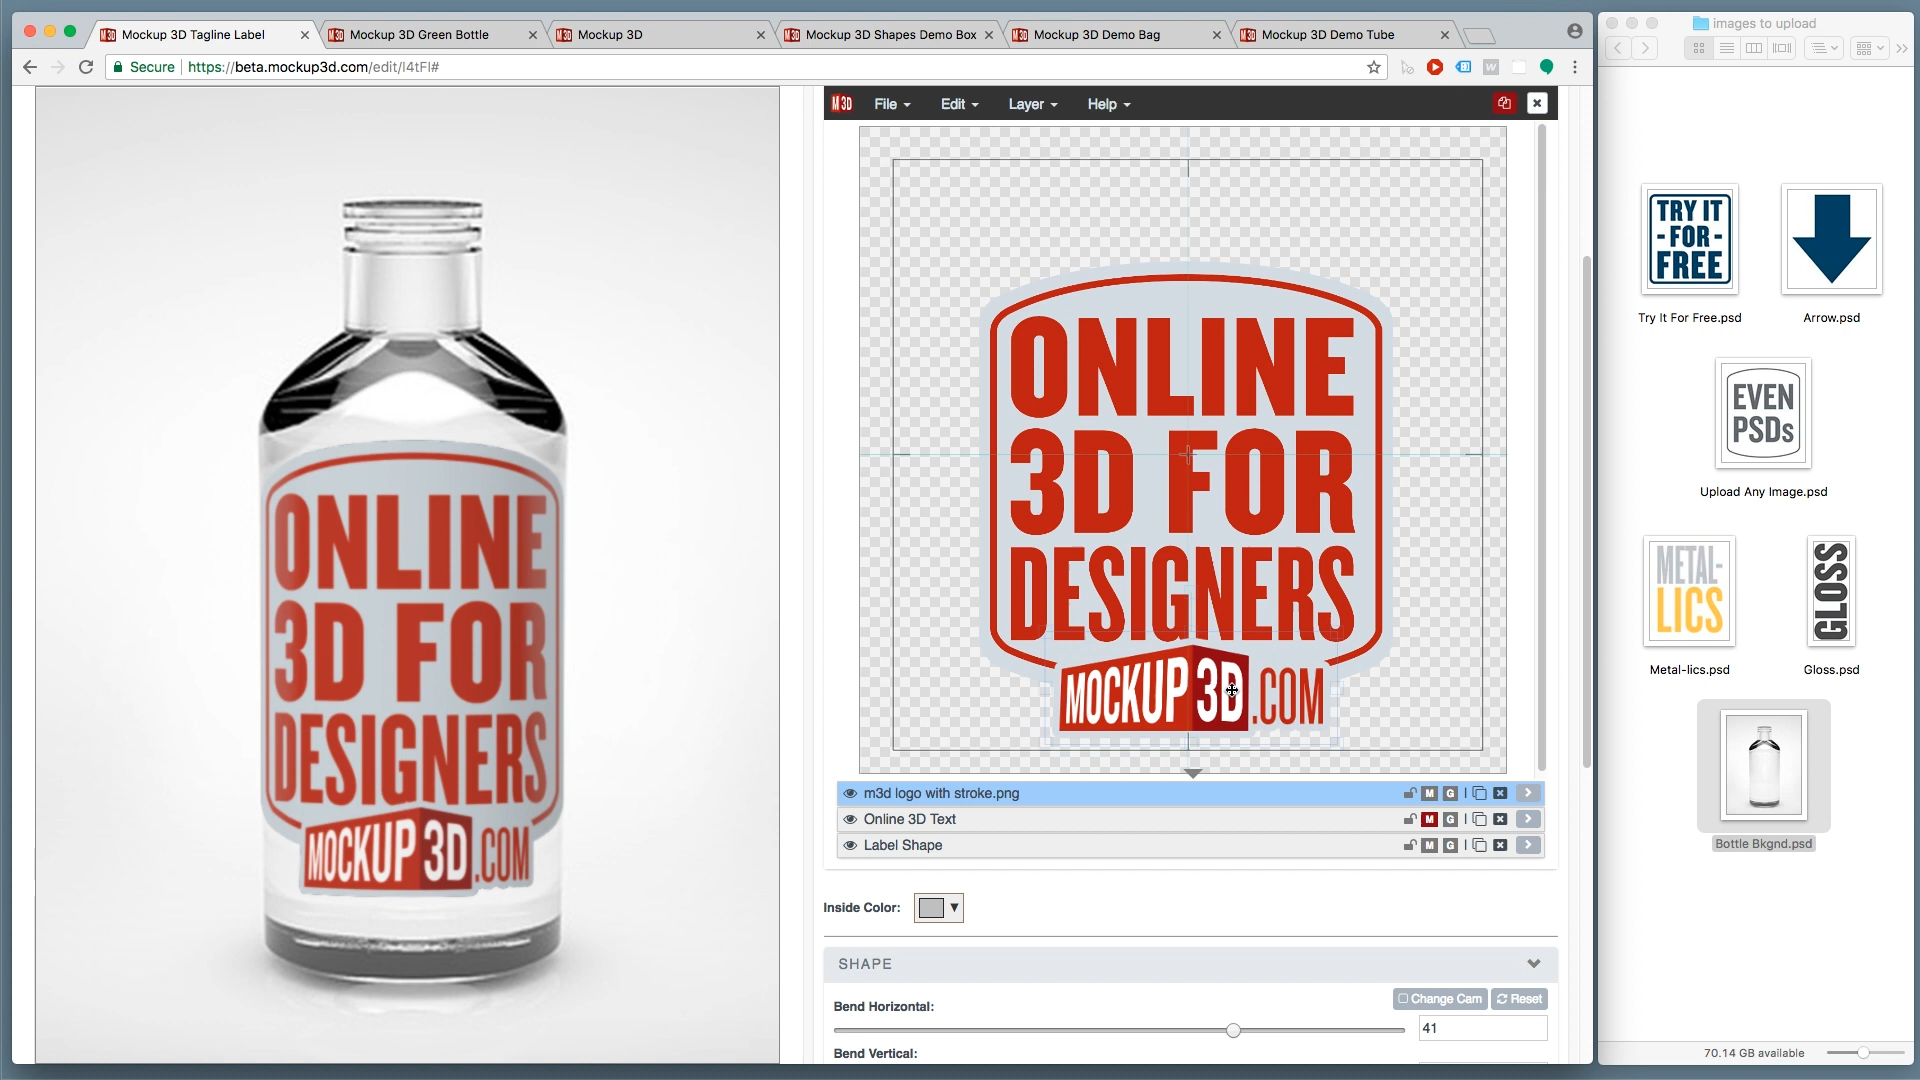 Mockup 3D Tagline Label
Mockup 3D Green Bottle
Mockup 3D
Mockup 3D Shapes Demo Box
Mockup 3D Demo Bag
Mockup 3D Demo Tube
Secure
https://beta.mockup3d.com/edit/I4tFI#
W
ONLINE
3D FOR
DESIGNERS
MOCKUP 3D .COM
M 3D
File
Edit
Layer
Help
ONLINE
3D FOR
DESIGNERS
MOCKUP 3D .COM
m3d logo with stroke.png
M G I
Online 3D Text
M G I
Label Shape
M G I
Inside Color:
SHAPE
Bend Horizontal:
Change Cam
Reset
41
Bend Vertical:
images to upload
TRY IT
- FOR -
FREE
Try It For Free.psd
Arrow.psd
EVEN
PSDs
Upload Any Image.psd
METAL-
LICS
Metal-lics.psd
GLOSS
Gloss.psd
Bottle Bkgnd.psd
70.14 GB available